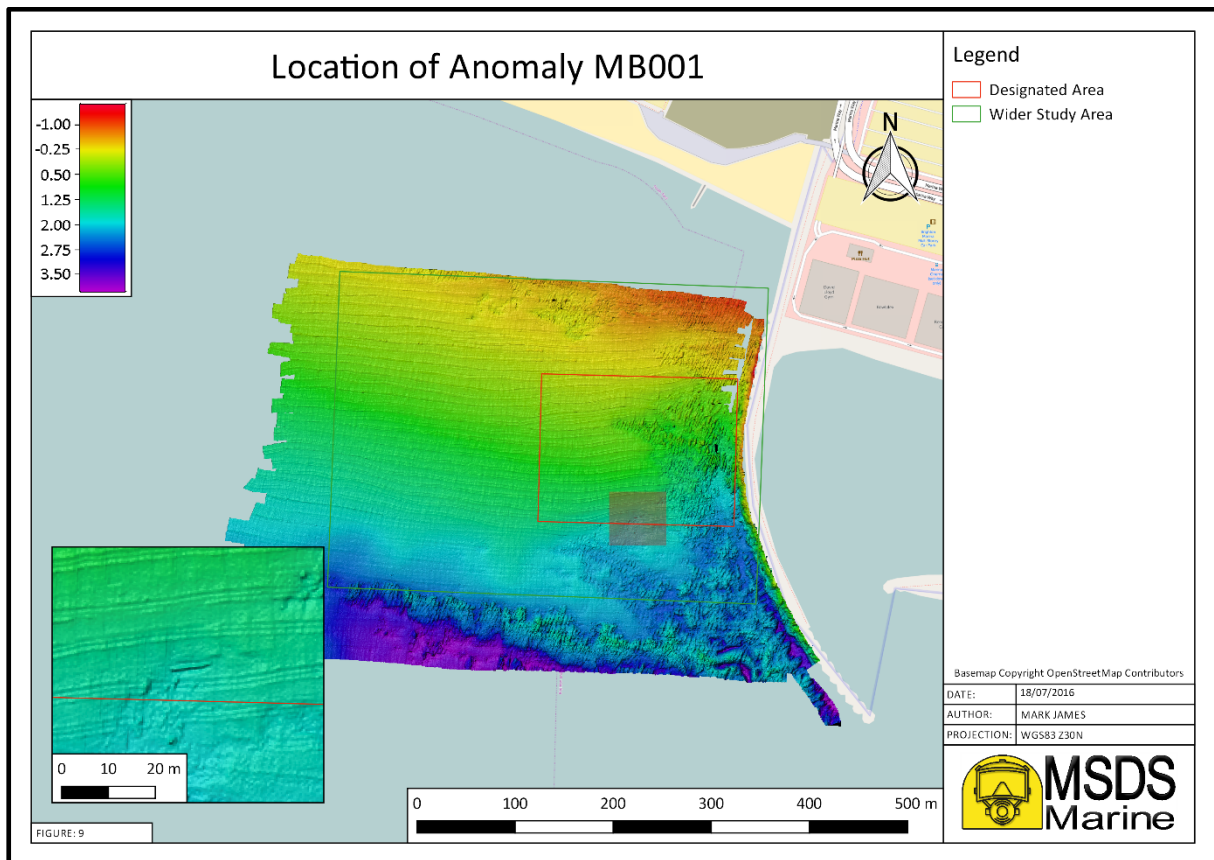 Location of Anomaly MB001
-1.00
-0.25
0.50
1.25
2.00
2.75
3.50
N
Legend
Designated Area
Wider Study Area
0 10 20 m
0 100 200 300 400 500 m
FIGURE: 9
Basemap Copyright OpenStreetMap Contributors
DATE: 18/07/2016
AUTHOR: MARK JAMES
PROJECTION: WGS83 Z30N
MSDS
Marine